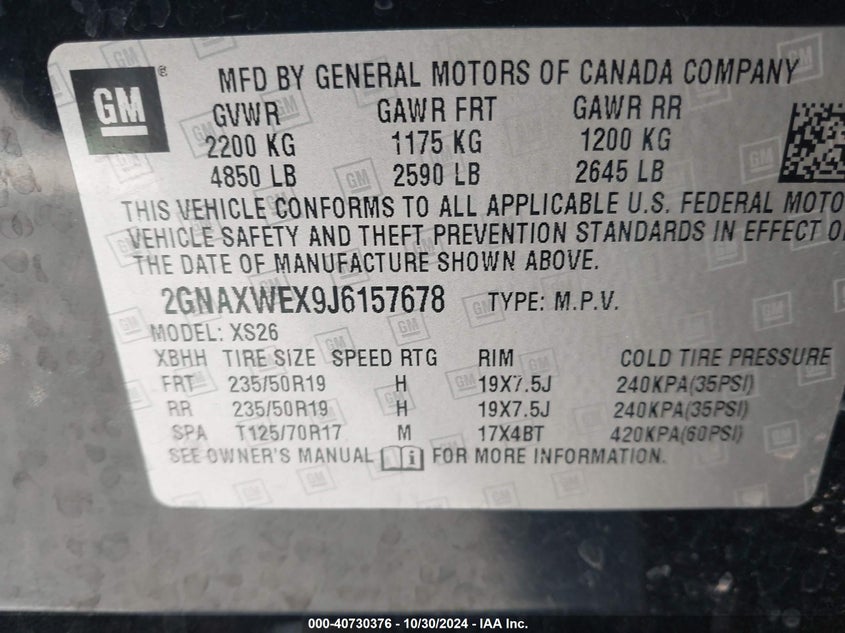 GM ®
MFD BY GENERAL MOTORS OF CANADA COMPANY
GVWR GAWR FRT GAWR RR
2200 KG 1175 KG 1200 KG
4850 LB 2590 LB 2645 LB
THIS VEHICLE CONFORMS TO ALL APPLICABLE U.S. FEDERAL MOTO
VEHICLE SAFETY AND THEFT PREVENTION STANDARDS IN EFFECT O
THE DATE OF MANUFACTURE SHOWN ABOVE.
2GNAXWEX9J6157678 TYPE: M.P.V.
MODEL: XS26
XBHH TIRE SIZE SPEED RTG RIM COLD TIRE PRESSURE
FRT 235/50R19 H 19X7.5J 240KPA(35PSI)
RR 235/50R19 H 19X7.5J 240KPA(35PSI)
SPA T125/70R17 M 17X4BT 420KPA(60PSI)
SEE OWNER'S MANUAL i FOR MORE INFORMATION.
000-40730376 - 10/30/2024 - IAA Inc.